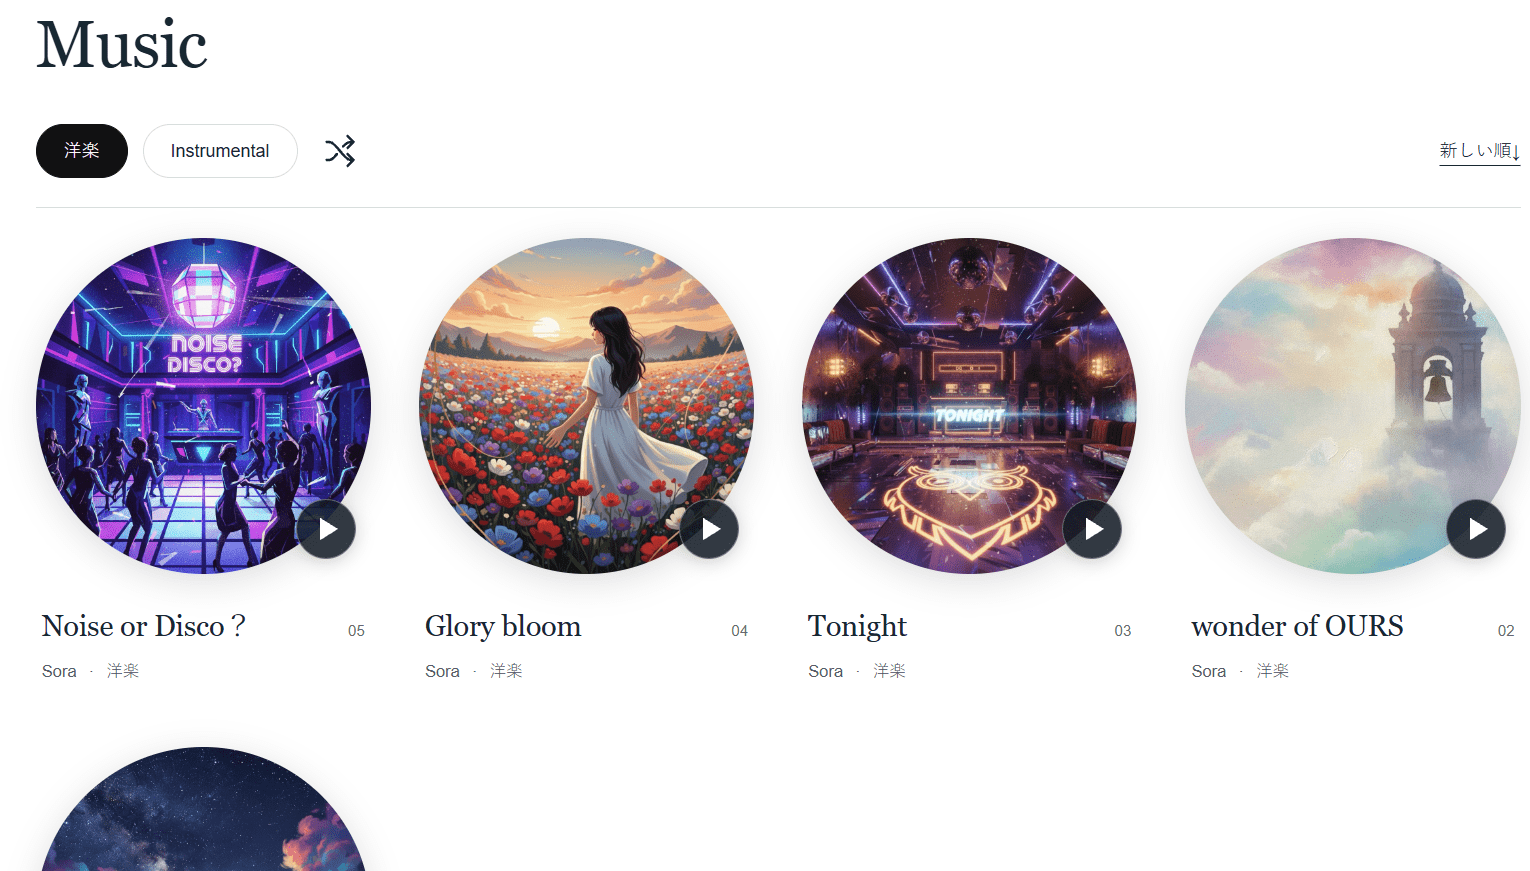 Music
洋楽
Instrumental
新しい順↓
NOISE
DISCO?
TONIGHT
Noise or Disco？
05
Glory bloom
04
Tonight
03
wonder of OURS
02
Sora · 洋楽
Sora · 洋楽
Sora · 洋楽
Sora · 洋楽